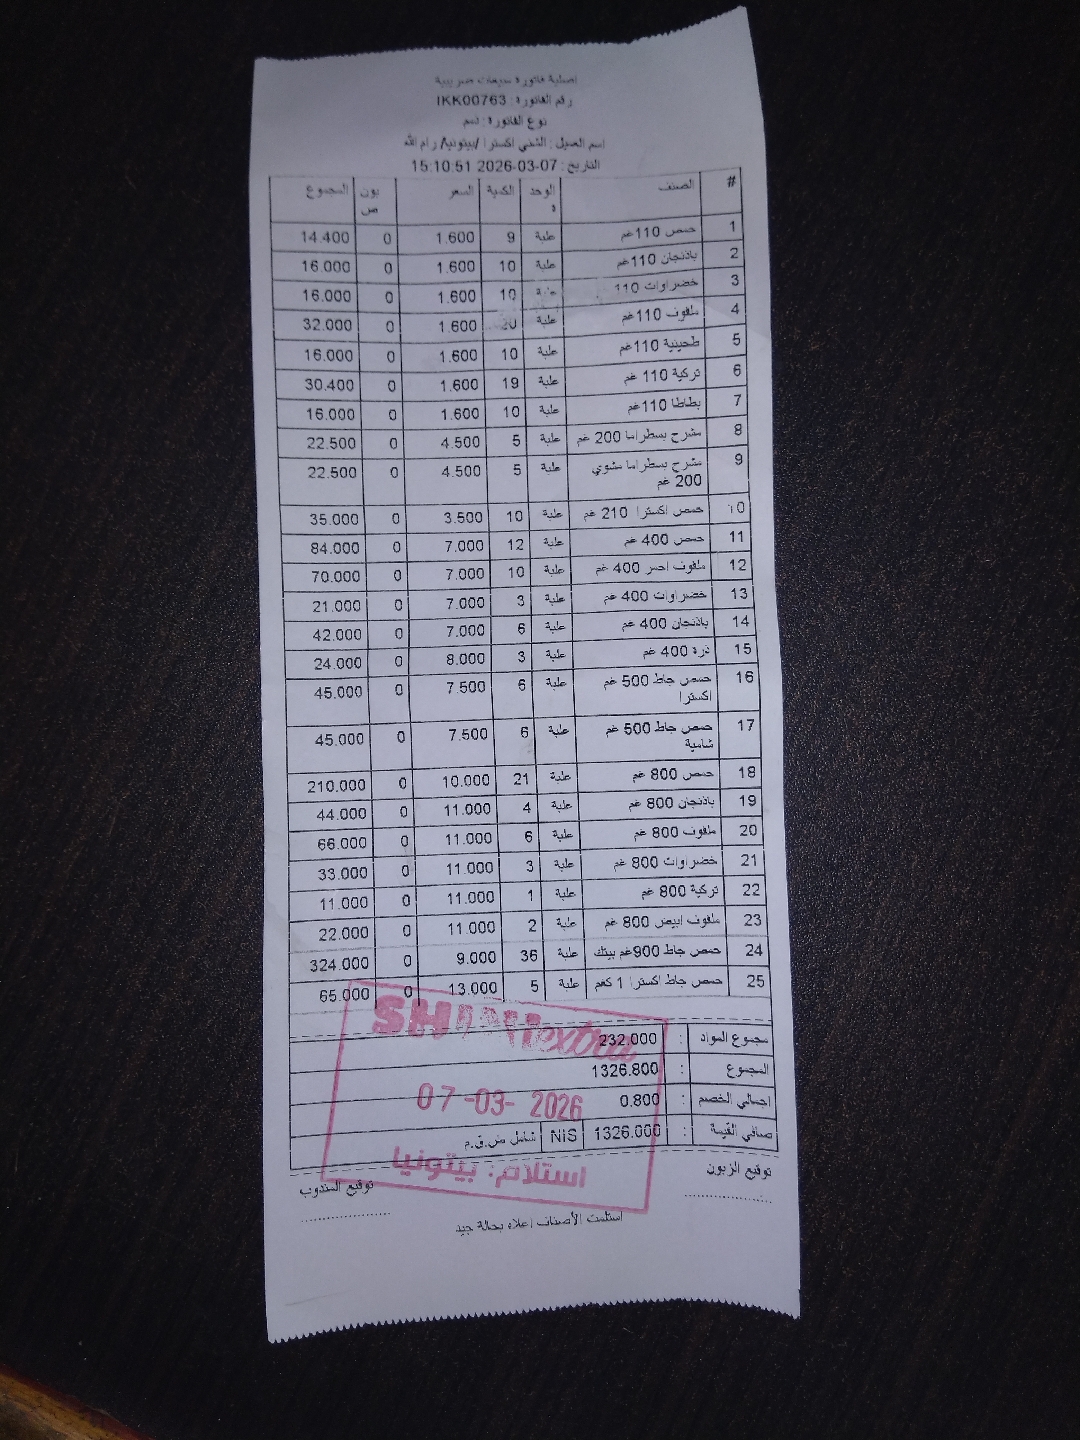 اصلية فاتورة مبيعات ضريبية
رقم الفاتورة : IKK00763
نوع الفاتورة : ذمم
اسم العميل : الشني اكسترا /بيتونيا/ رام الله
التاريخ : 07-03-2026 15:10:51
# الصنف الوحدة الكمية السعر بونص المجموع
1 حمص 110غم علبة 9 1.600 0 14.400
2 باذنجان 110غم علبة 10 1.600 0 16.000
3 خضراوات 110 علبة 10 1.600 0 16.000
4 ملفوف 110غم علبة 20 1.600 0 32.000
5 طحينية 110غم علبة 10 1.600 0 16.000
6 تركية 110 غم علبة 19 1.600 0 30.400
7 بطاطا 110غم علبة 10 1.600 0 16.000
8 مشرح بسطراما 200 غم علبة 5 4.500 0 22.500
9 مشرح بسطراما مشوي 200 غم علبة 5 4.500 0 22.500
10 حمص اكسترا 210 غم علبة 10 3.500 0 35.000
11 حمص 400 غم علبة 12 7.000 0 84.000
12 ملفوف احمر 400 غم علبة 10 7.000 0 70.000
13 خضراوات 400 غم علبة 3 7.000 0 21.000
14 باذنجان 400 غم علبة 6 7.000 0 42.000
15 ذرة 400 غم علبة 3 8.000 0 24.000
16 حمص جاط 500 غم اكسترا علبة 6 7.500 0 45.000
17 حمص جاط 500 غم شامية علبة 6 7.500 0 45.000
18 حمص 800 غم علبة 21 10.000 0 210.000
19 باذنجان 800 غم علبة 4 11.000 0 44.000
20 ملفوف 800 غم علبة 6 11.000 0 66.000
21 خضراوات 800 غم علبة 3 11.000 0 33.000
22 تركية 800 غم علبة 1 11.000 0 11.000
23 ملفوف ابيض 800 غم علبة 2 11.000 0 22.000
24 حمص جاط 900غم بيتك علبة 36 9.000 0 324.000
25 حمص جاط اكسترا 1 كغم علبة 5 13.000 0 65.000
مجموع المواد : 232.000
المجموع : 1326.800
اجمالي الخصم : 0.800
صافي القيمة : 1326.000 NIS شامل ض.ق.م
extra
07-03-2026
استلام: بيتونيا
توقيع الزبون توقيع المندوب
استلمت الأصناف اعلاه بحالة جيد